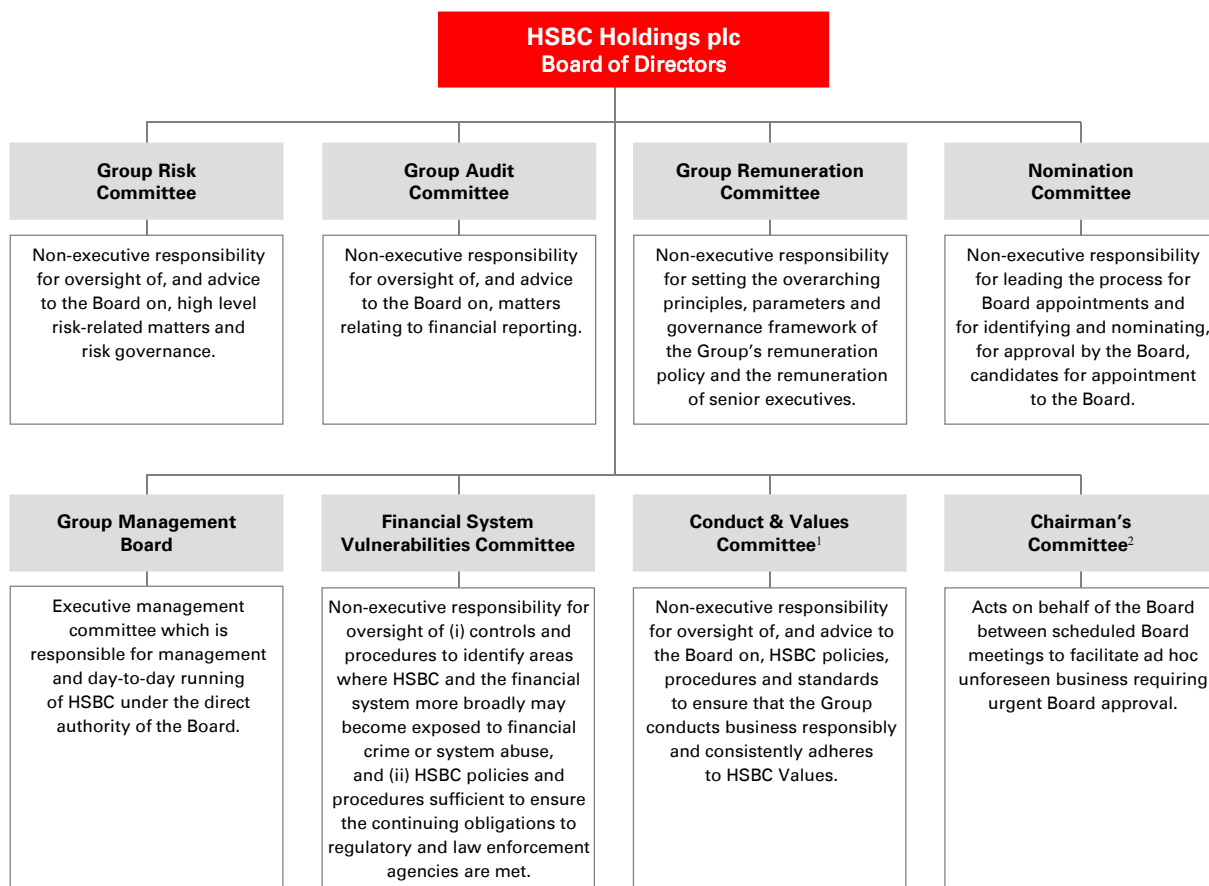 HSBC Holdings plc
Board of Directors
Group Risk
Committee
Group Audit
Committee
Group Remuneration
Committee
Nomination
Committee
Non-executive responsibility
for oversight of, and advice
to the Board on, high level
risk-related matters and
risk governance.
Non-executive responsibility
for oversight of, and advice
to the Board on, matters
relating to financial reporting.
Non-executive responsibility
for setting the overarching
principles, parameters and
governance framework of
the Group's remuneration
policy and the remuneration
of senior executives.
Non-executive responsibility
for leading the process for
Board appointments and
for identifying and nominating,
for approval by the Board,
candidates for appointment
to the Board.
Group Management
Board
Financial System
Vulnerabilities Committee
Conduct & Values
Committee¹
Chairman's
Committee²
Executive management
committee which is
responsible for management
and day-to-day running
of HSBC under the direct
authority of the Board.
Non-executive responsibility for
oversight of (i) controls and
procedures to identify areas
where HSBC and the financial
system more broadly may
become exposed to financial
crime or system abuse,
and (ii) HSBC policies and
procedures sufficient to ensure
the continuing obligations to
regulatory and law enforcement
agencies are met.
Non-executive responsibility
for oversight of, and advice to
the Board on, HSBC policies,
procedures and standards
to ensure that the Group
conducts business responsibly
and consistently adheres
to HSBC Values.
Acts on behalf of the Board
between scheduled Board
meetings to facilitate ad hoc
unforeseen business requiring
urgent Board approval.